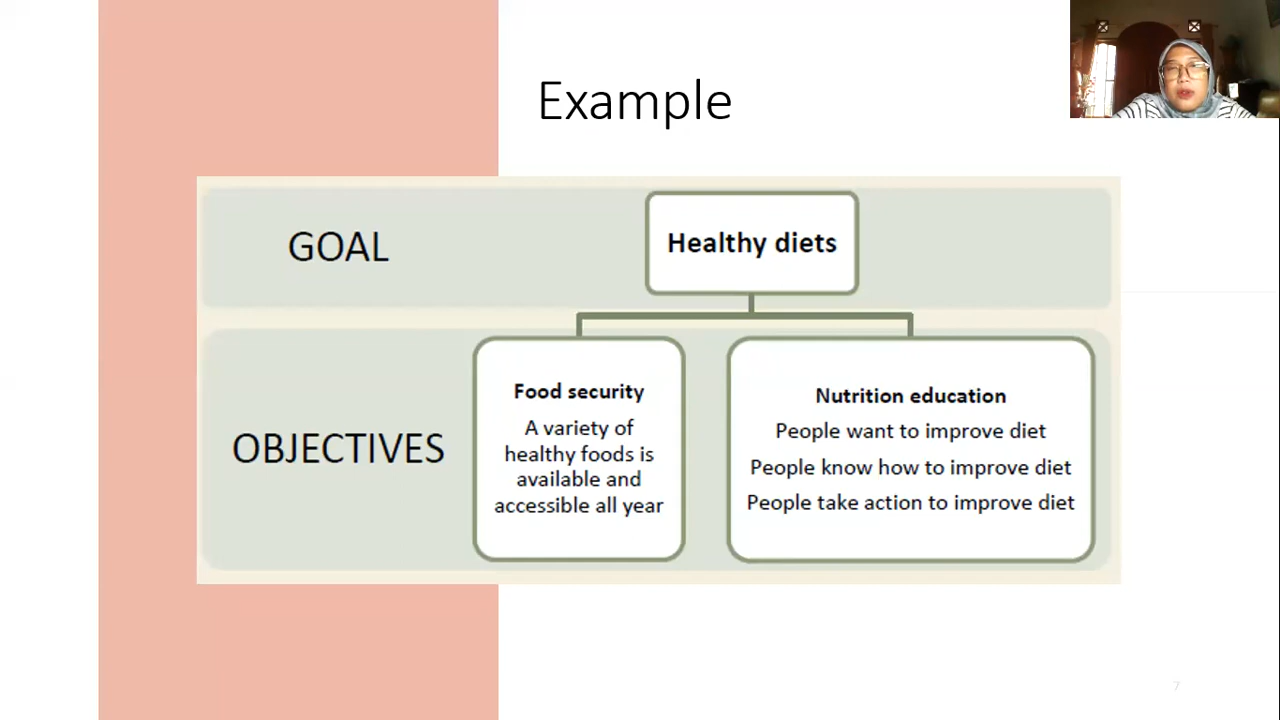 Example
GOAL
Healthy diets
OBJECTIVES
Food security
A variety of
healthy foods is
available and
accessible all year
Nutrition education
People want to improve diet
People know how to improve diet
People take action to improve diet
7